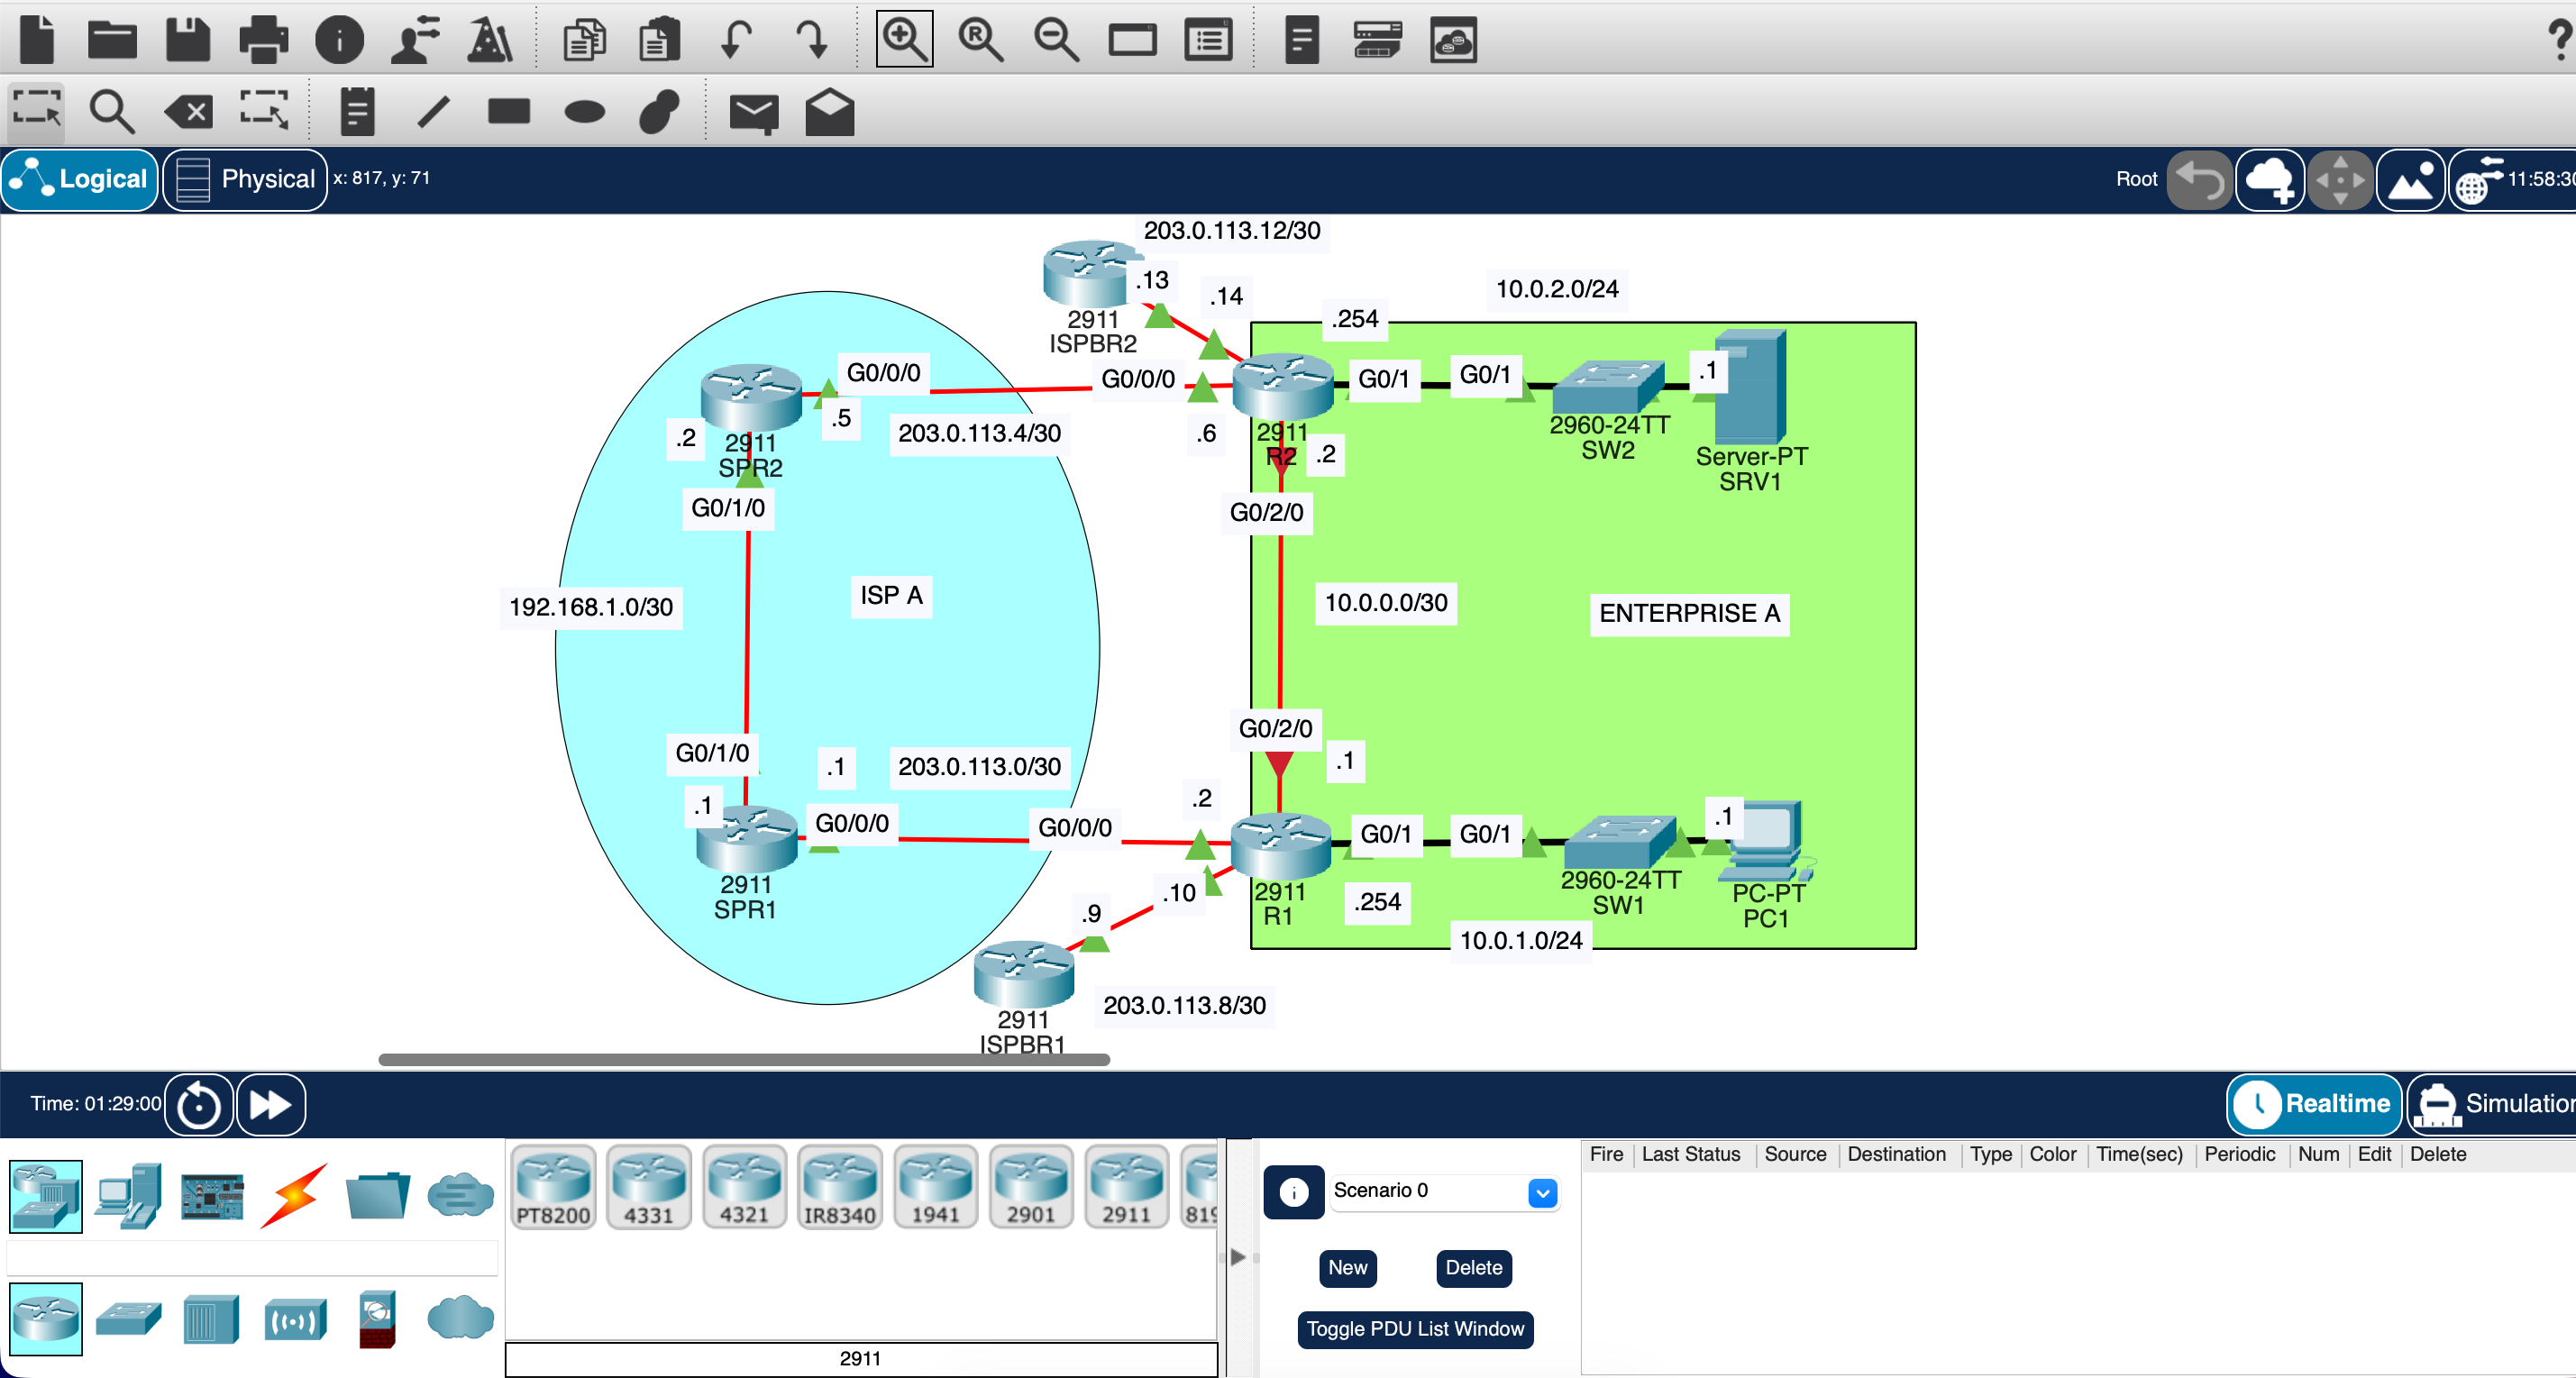 Logical
Physical
x: 817, y: 71
Root
11:58:30
203.0.113.12/30
.13
.14
2911
ISPBR2
10.0.2.0/24
.254
G0/0/0
G0/0/0
G0/1
G0/1
.1
.5
.2
2911
SPR2
203.0.113.4/30
.6
2911
R2
.2
2960-24TT
SW2
Server-PT
SRV1
G0/1/0
G0/2/0
192.168.1.0/30
ISP A
10.0.0.0/30
ENTERPRISE A
G0/1/0
.1
203.0.113.0/30
G0/2/0
.1
.1
G0/0/0
G0/0/0
.2
G0/1
G0/1
.1
2911
SPR1
.9
.10
2911
R1
.254
2960-24TT
SW1
PC-PT
PC1
10.0.1.0/24
2911
ISPBR1
203.0.113.8/30
Time: 01:29:00
Realtime
Simulation
PT8200
4331
4321
IR8340
1941
2901
2911
819
2911
Scenario 0
New
Delete
Toggle PDU List Window
Fire Last Status Source Destination Type Color Time(sec) Periodic Num Edit Delete